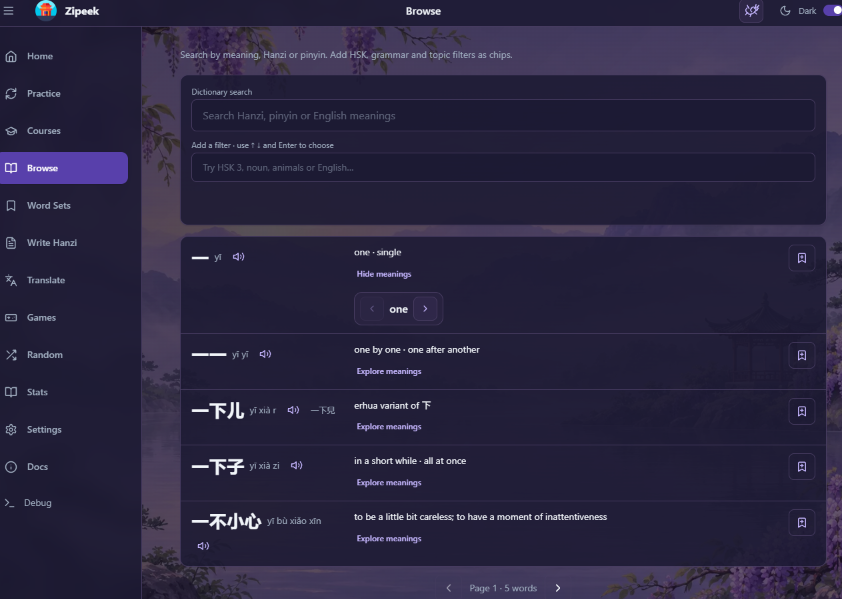 Zipeek
Browse
Dark
Home
Practice
Courses
Browse
Word Sets
Write Hanzi
Translate
Games
Random
Stats
Settings
Docs
Debug
Search by meaning, Hanzi or pinyin. Add HSK, grammar and topic filters as chips.
Dictionary search
Search Hanzi, pinyin or English meanings
Add a filter · use ↑ ↓ and Enter to choose
Try HSK 3, noun, animals or English...
一 yī
one · single
Hide meanings
one
一一 yī yī
one by one · one after another
Explore meanings
一下儿 yī xià r 一下兒
erhua variant of 下
Explore meanings
一下子 yī xià zi
in a short while · all at once
Explore meanings
一不小心 yī bù xiǎo xīn
to be a little bit careless; to have a moment of inattentiveness
Explore meanings
Page 1 · 5 words